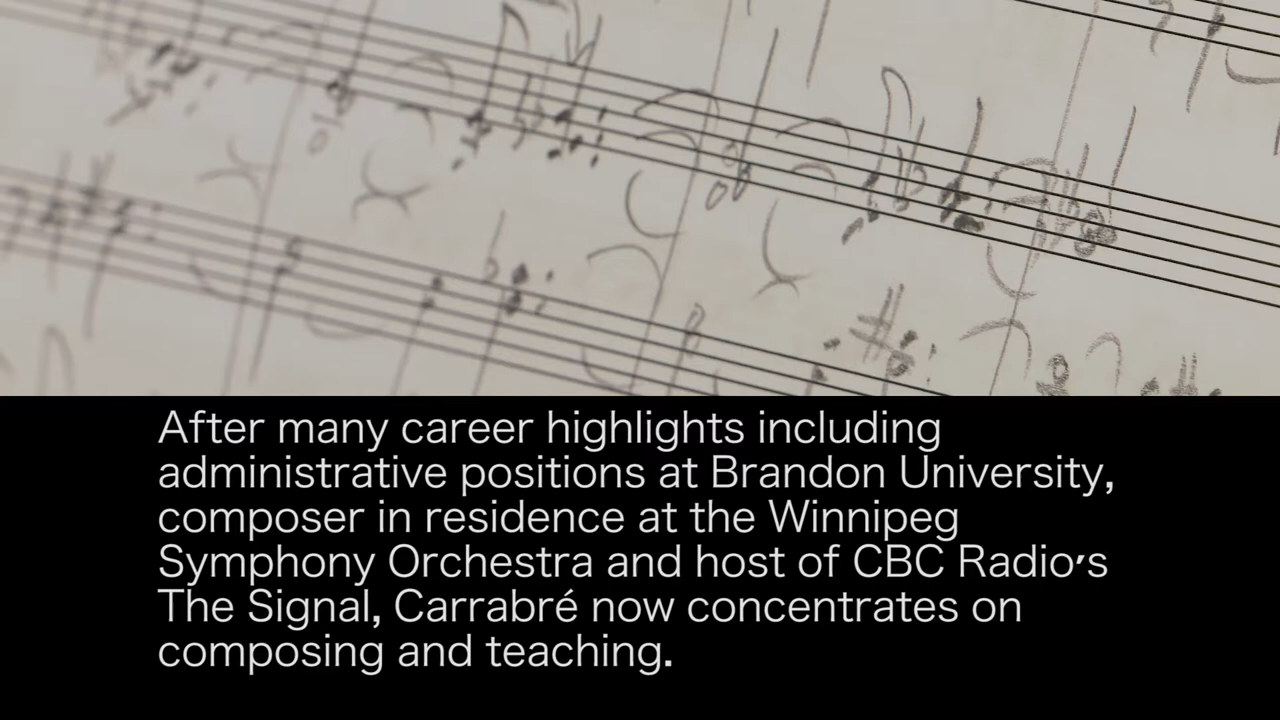 After many career highlights including
administrative positions at Brandon University,
composer in residence at the Winnipeg
Symphony Orchestra and host of CBC Radio's
The Signal, Carrabré now concentrates on
composing and teaching.